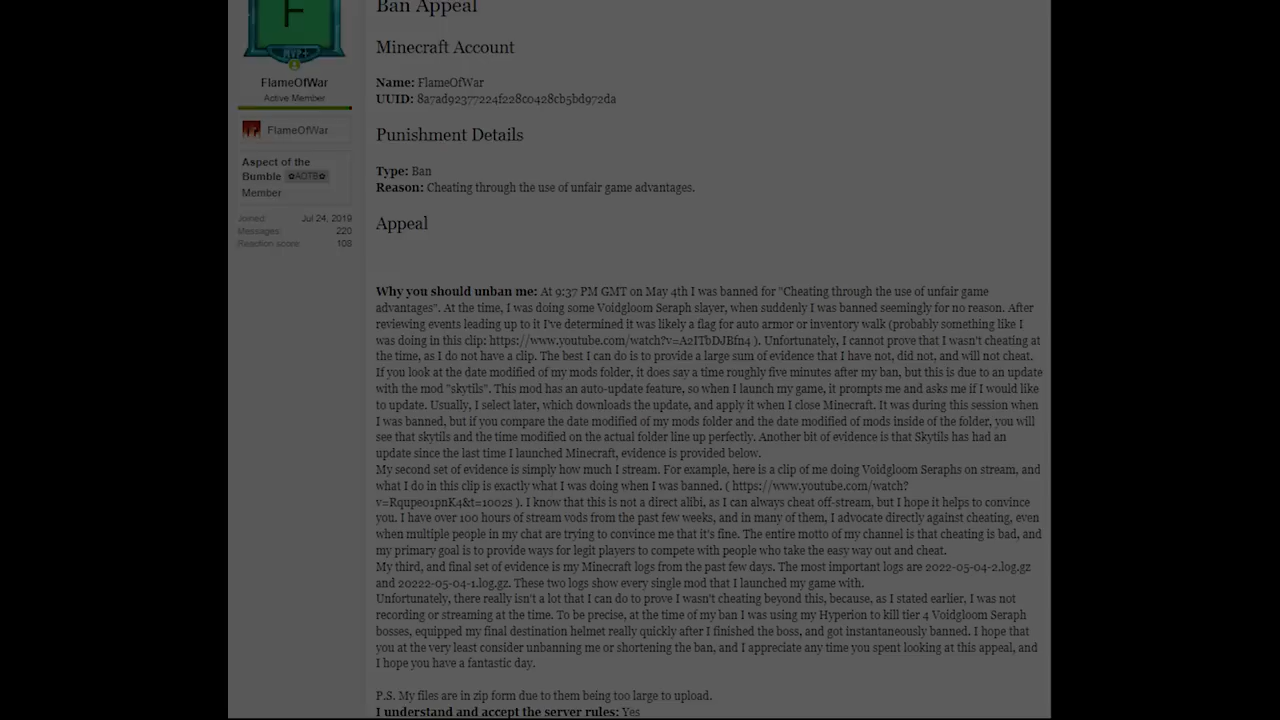 Ban Appeal
F
Minecraft Account
MVP+
FlameOfWar
Active Member
Name: FlameOfWar
UUID: 8a7ad92377224f228c0428cb5bd972da
FlameOfWar
Punishment Details
Aspect of the
Bumble ✿AOTB✿
Member
Type: Ban
Reason: Cheating through the use of unfair game advantages.
Joined: Jul 24, 2019
Messages: 220
Reaction score: 108
Appeal
Why you should unban me: At 9:37 PM GMT on May 4th I was banned for "Cheating through the use of unfair game
advantages". At the time, I was doing some Voidgloom Seraph slayer, when suddenly I was banned seemingly for no reason. After
reviewing events leading up to it I've determined it was likely a flag for auto armor or inventory walk (probably something like I
was doing in this clip: https://www.youtube.com/watch?v=A2ITbDJBfn4 ). Unfortunately, I cannot prove that I wasn't cheating at
the time, as I do not have a clip. The best I can do is to provide a large sum of evidence that I have not, did not, and will not cheat.
If you look at the date modified of my mods folder, it does say a time roughly five minutes after my ban, but this is due to an update
with the mod "skytils". This mod has an auto-update feature, so when I launch my game, it prompts me and asks me if I would like
to update. Usually, I select later, which downloads the update, and apply it when I close Minecraft. It was during this session when
I was banned, but if you compare the date modified of my mods folder and the date modified of mods inside of the folder, you will
see that skytils and the time modified on the actual folder line up perfectly. Another bit of evidence is that Skytils has had an
update since the last time I launched Minecraft, evidence is provided below.
My second set of evidence is simply how much I stream. For example, here is a clip of me doing Voidgloom Seraphs on stream, and
what I do in this clip is exactly what I was doing when I was banned. ( https://www.youtube.com/watch?
v=Rqupeo1pnK4&t=1002s ). I know that this is not a direct alibi, as I can always cheat off-stream, but I hope it helps to convince
you. I have over 100 hours of stream vods from the past few weeks, and in many of them, I advocate directly against cheating, even
when multiple people in my chat are trying to convince me that it's fine. The entire motto of my channel is that cheating is bad, and
my primary goal is to provide ways for legit players to compete with people who take the easy way out and cheat.
My third, and final set of evidence is my Minecraft logs from the past few days. The most important logs are 2022-05-04-2.log.gz
and 20222-05-04-1.log.gz. These two logs show every single mod that I launched my game with.
Unfortunately, there really isn't a lot that I can do to prove I wasn't cheating beyond this, because, as I stated earlier, I was not
recording or streaming at the time. To be precise, at the time of my ban I was using my Hyperion to kill tier 4 Voidgloom Seraph
bosses, equipped my final destination helmet really quickly after I finished the boss, and got instantaneously banned. I hope that
you at the very least consider unbanning me or shortening the ban, and I appreciate any time you spent looking at this appeal, and
I hope you have a fantastic day.
P.S. My files are in zip form due to them being too large to upload.
I understand and accept the server rules: Yes